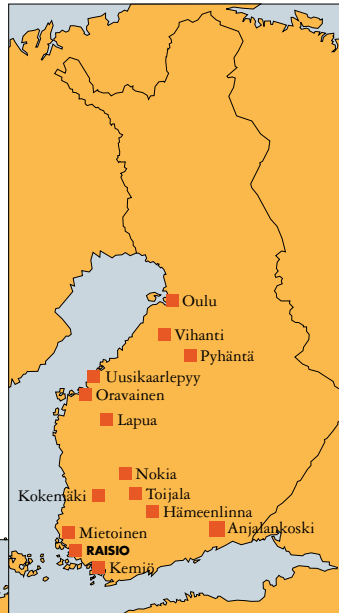 Oulu
Vihanti
Pyhäntä
Uusikaarlepyy
Oravainen
Lapua
Nokia
Kokemäki
Toijala
Hämeenlinna
Anjalankoski
Mietoinen
RAISIO
Kemiö